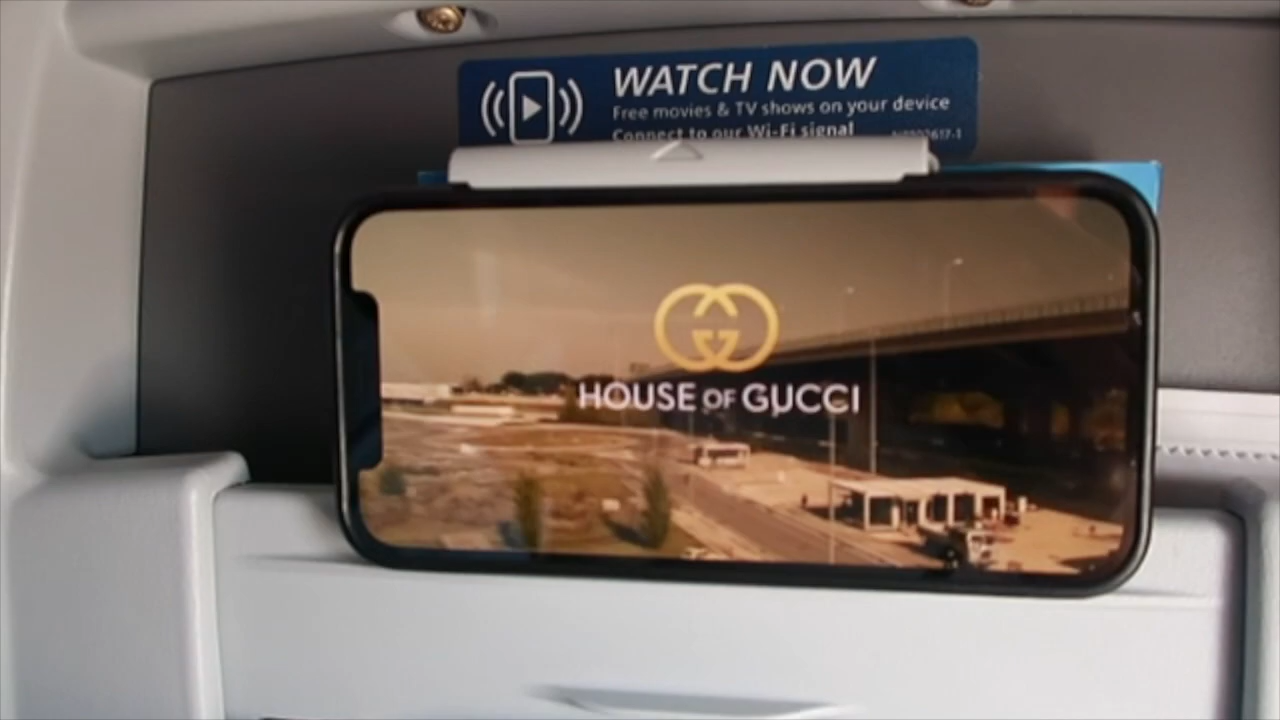 WATCH NOW
Free movies & TV shows on your device
Connect to our Wi-Fi signal
HOUSE OF GUCCI